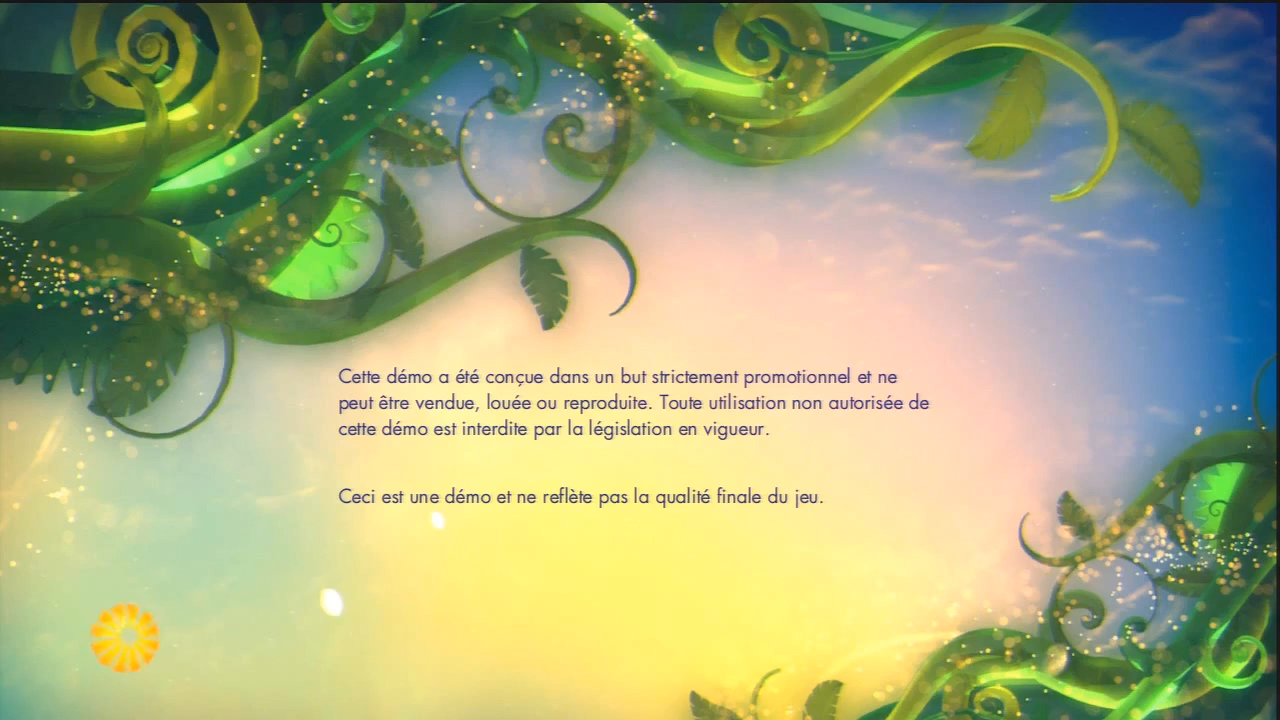 Cette démo a été conçue dans un but strictement promotionnel et ne
peut être vendue, louée ou reproduite. Toute utilisation non autorisée de
cette démo est interdite par la législation en vigueur.
Ceci est une démo et ne reflète pas la qualité finale du jeu.